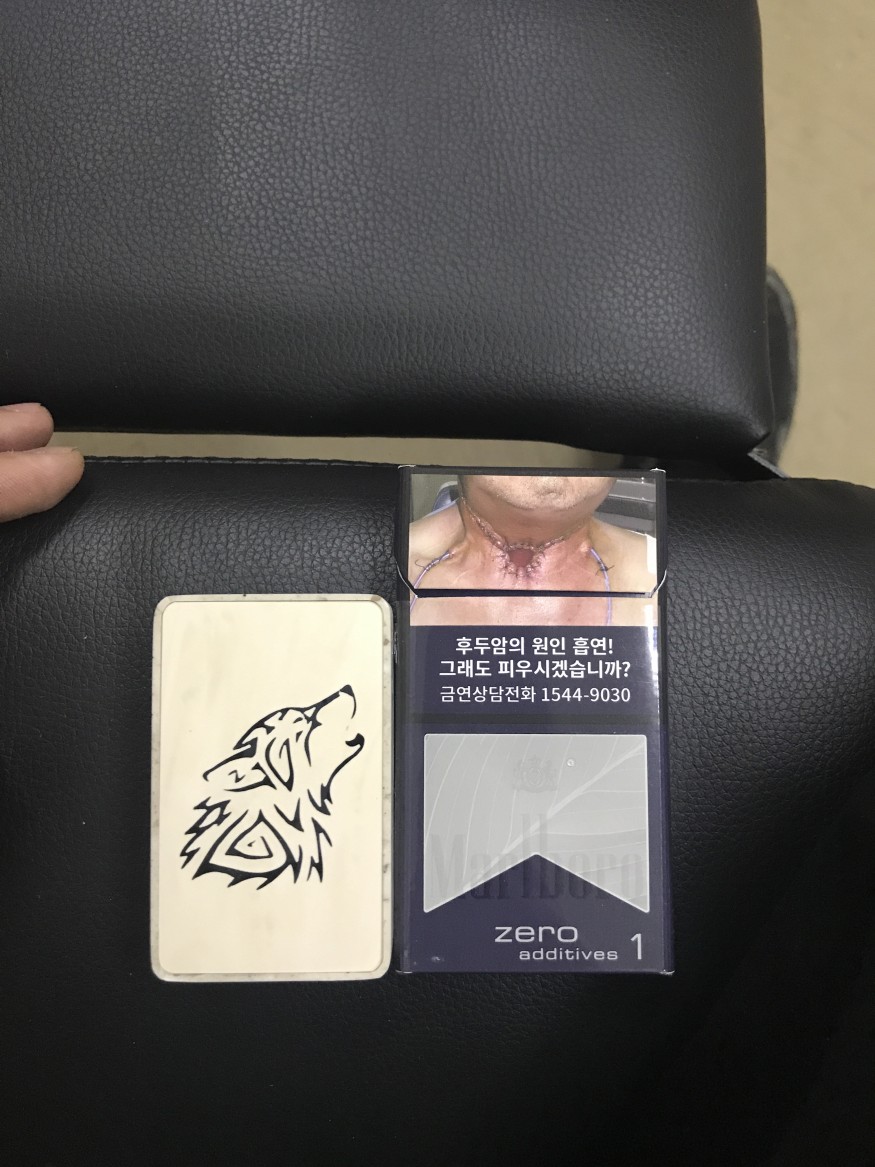 후두암의 원인 흡연!
그래도 피우시겠습니까?
금연상담전화 1544-9030
Marlboro
zero
additives 1